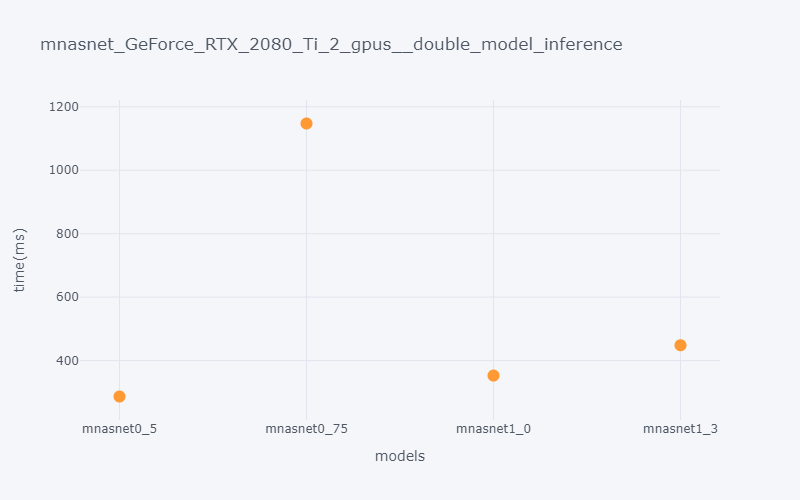 mnasnet_GeForce_RTX_2080_Ti_2_gpus__double_model_inference
1200
1000
800
600
400
time(ms)
mnasnet0_5
mnasnet0_75
mnasnet1_0
mnasnet1_3
models